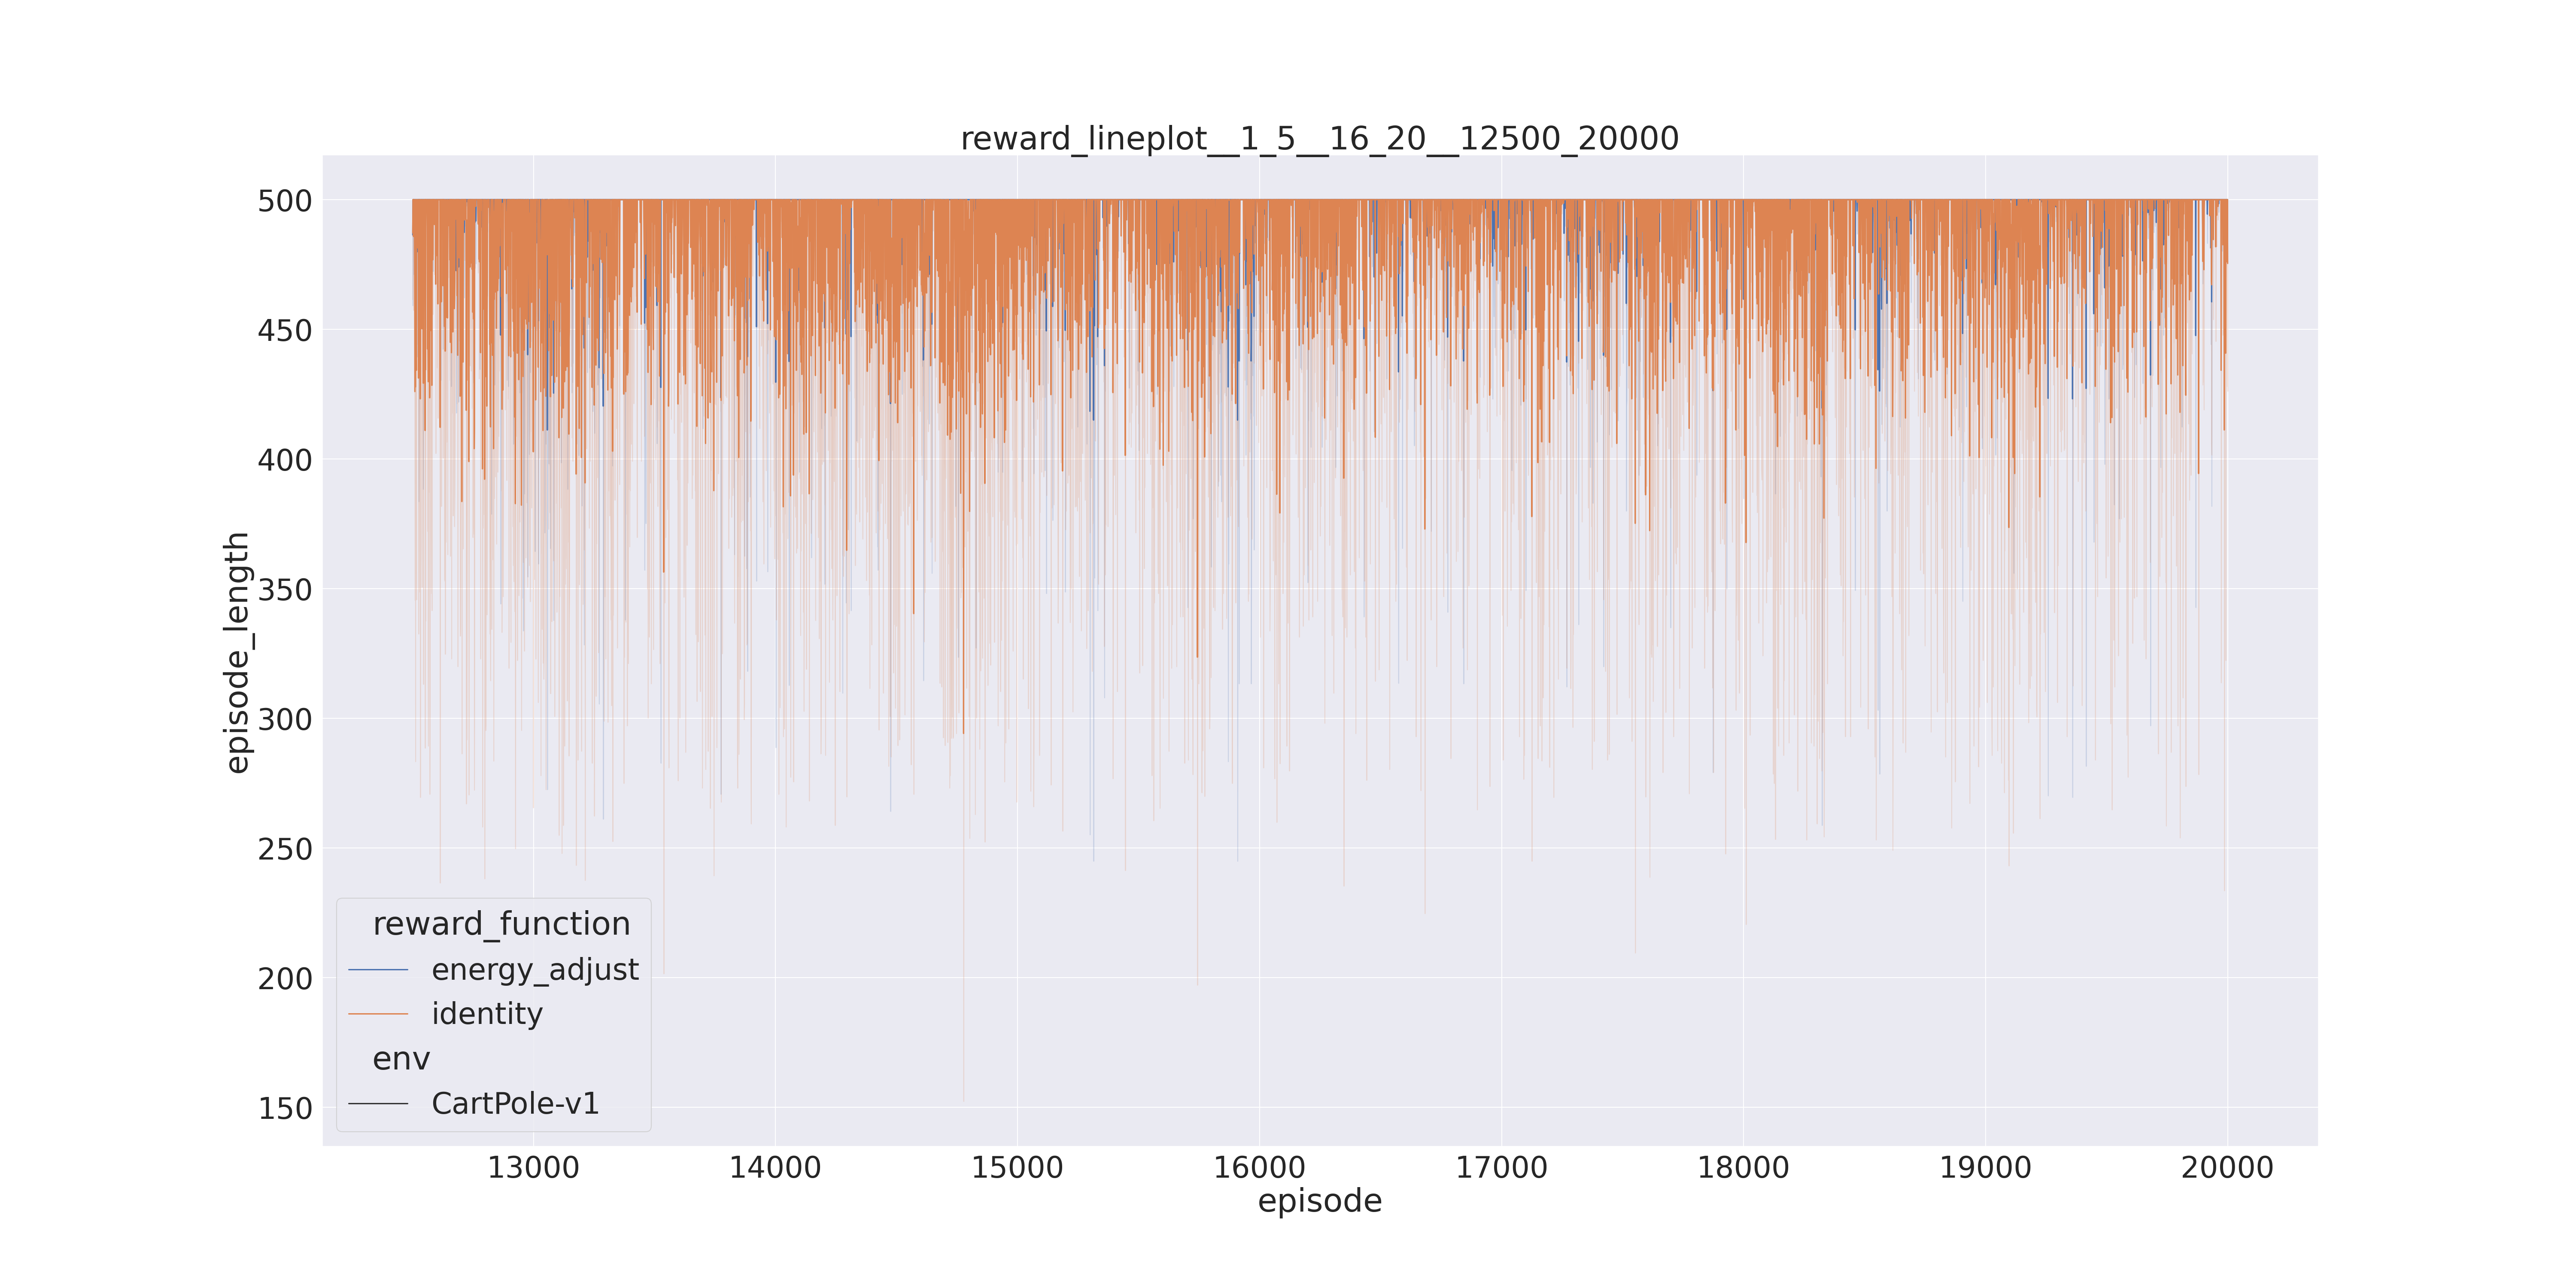 reward_lineplot__1_5__16_20__12500_20000
500
450
400
350
300
250
200
150
episode_length
reward_function
energy_adjust
identity
env
CartPole-v1
13000 14000 15000 16000 17000 18000 19000 20000
episode